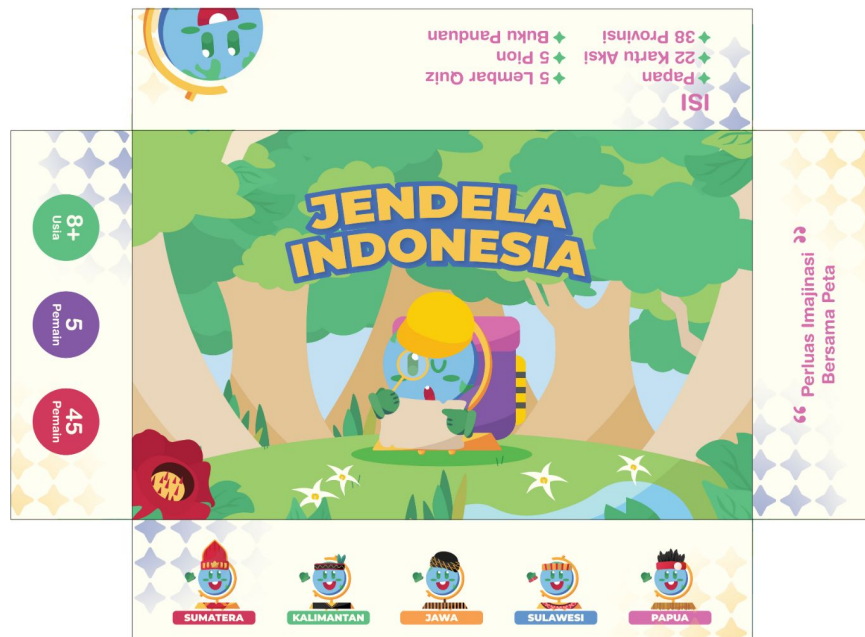 ISI
Papan
22 Kartu Aksi
38 Provinsi
5 Lembar Quiz
5 Pion
Buku Panduan
JENDELA
INDONESIA
8+
Usia
5
Pemain
45
Pemain
“ Perluas Imajinasi
Bersama Peta ”
SUMATERA
KALIMANTAN
JAWA
SULAWESI
PAPUA